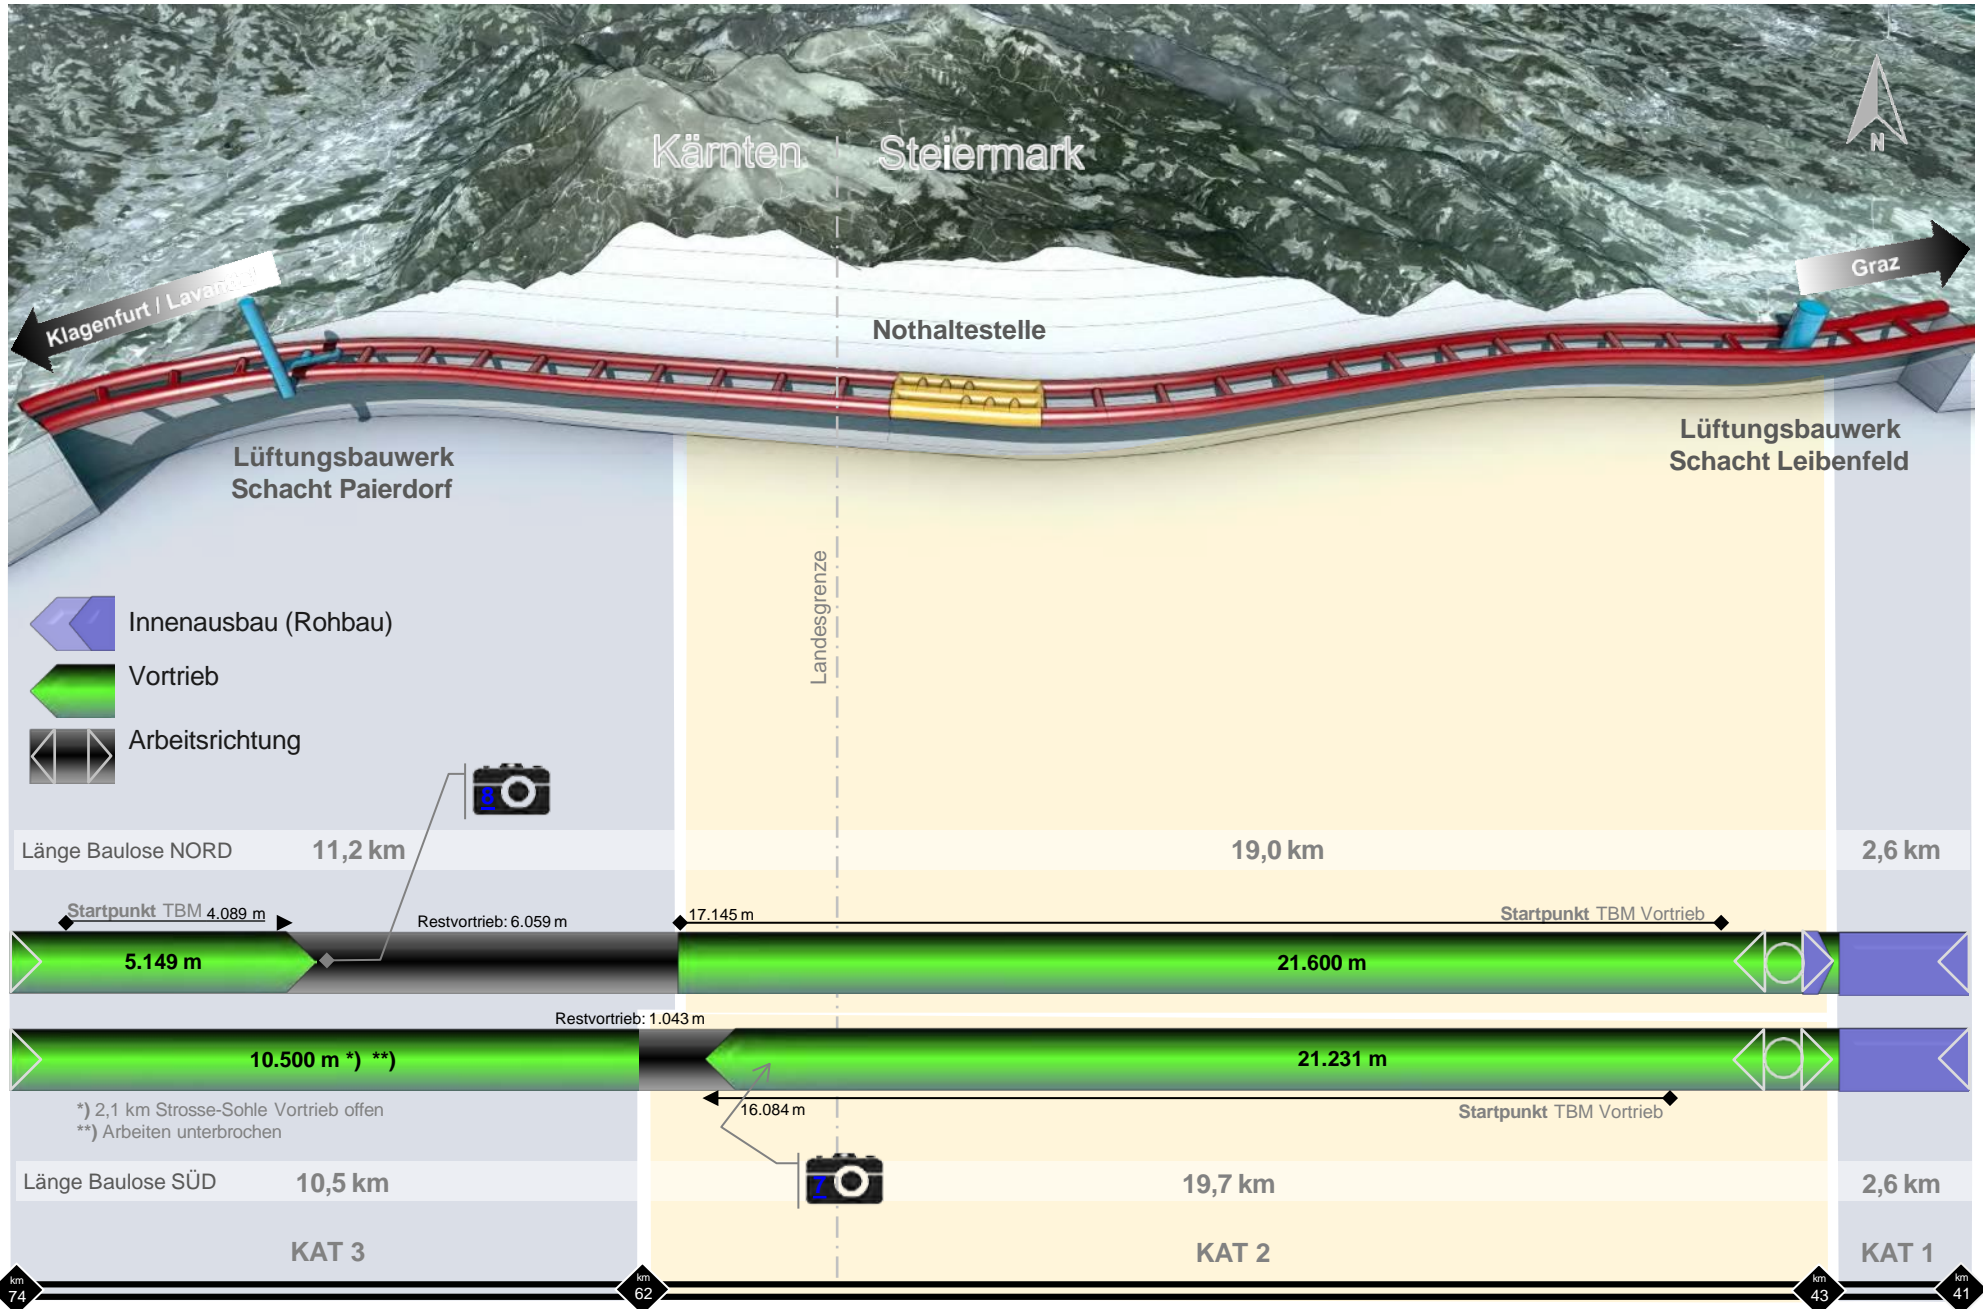 Kärnten
Steiermark
N
Klagenfurt / Lavanttal
Graz
Nothaltestelle
Lüftungsbauwerk
Schacht Paierdorf
Lüftungsbauwerk
Schacht Leibenfeld
Landesgrenze
Innenausbau (Rohbau)
Vortrieb
Arbeitsrichtung
8
Länge Baulose NORD 11,2 km 19,0 km 2,6 km
Startpunkt TBM 4.089 m
Restvortrieb: 6.059 m
17.145 m
Startpunkt TBM Vortrieb
5.149 m
21.600 m
Restvortrieb: 1.043 m
10.500 m *) **)
21.231 m
*) 2,1 km Strosse-Sohle Vortrieb offen
**) Arbeiten unterbrochen
16.084 m
Startpunkt TBM Vortrieb
7
Länge Baulose SÜD 10,5 km 19,7 km 2,6 km
KAT 3 KAT 2 KAT 1
km
74
km
62
km
43
km
41